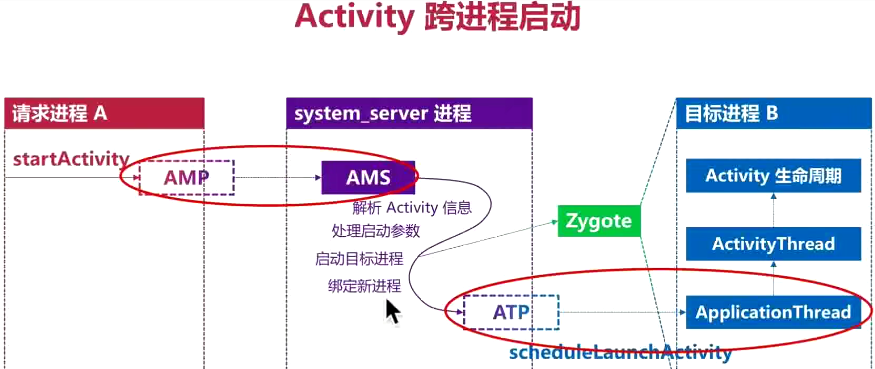 Activity 跨进程启动
请求进程 A
system_server 进程
目标进程 B
startActivity
AMP
AMS
Activity 生命周期
解析 Activity 信息
处理启动参数
Zygote
启动目标进程
ActivityThread
绑定新进程
ATP
ApplicationThread
scheduleLaunchActivity